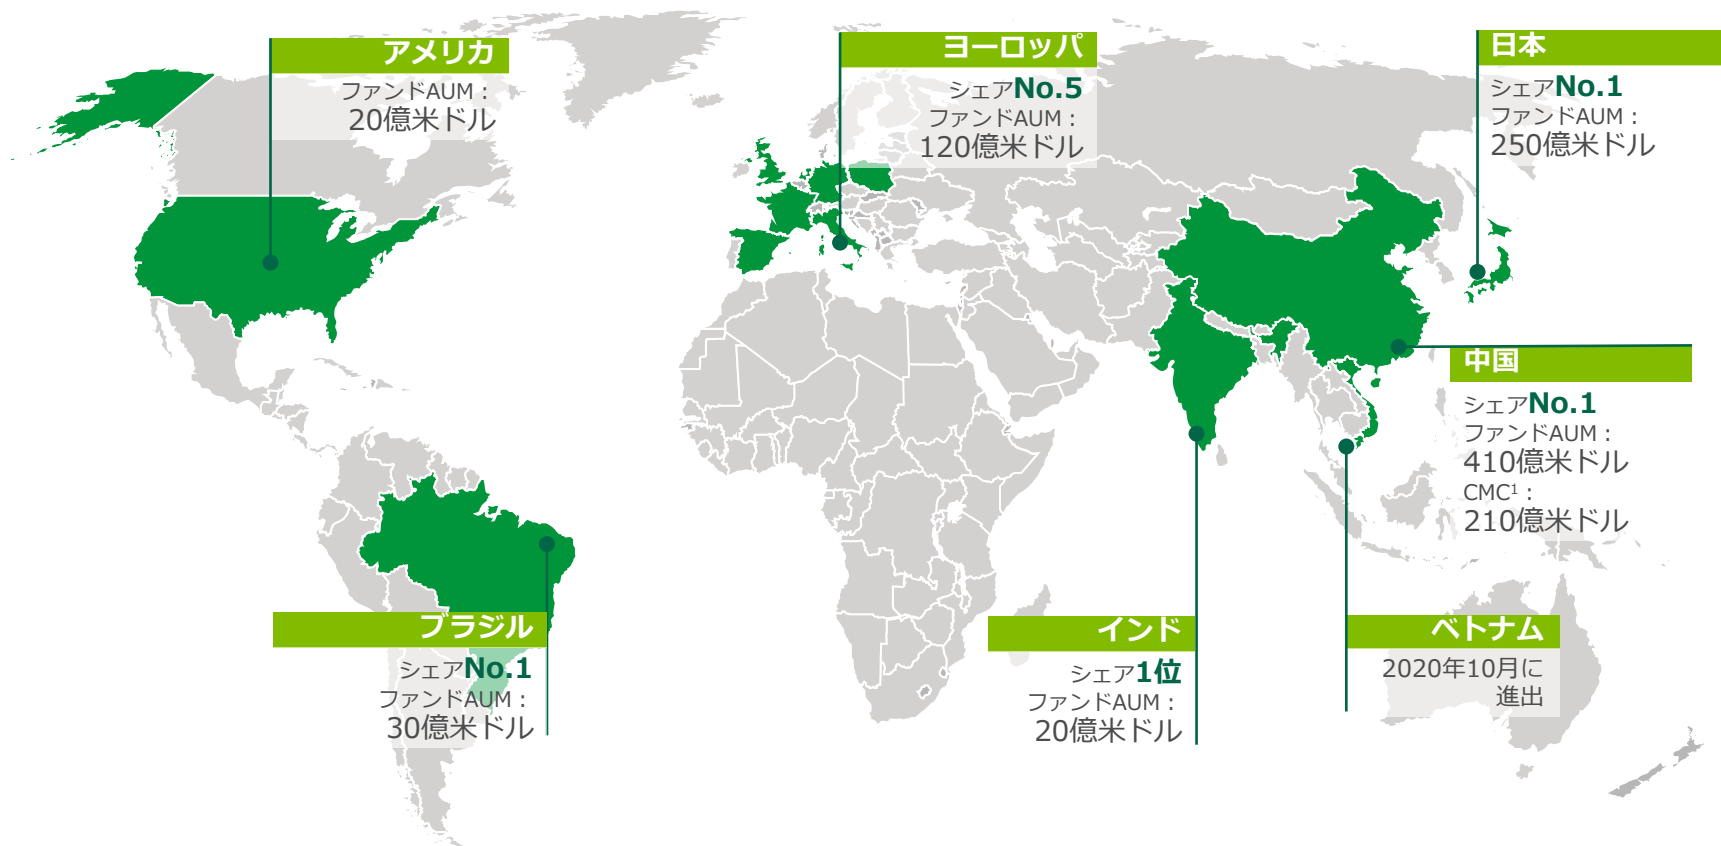 アメリカ
ファンドAUM：
20億米ドル
ヨーロッパ
シェアNo.5
ファンドAUM：
120億米ドル
日本
シェアNo.1
ファンドAUM：
250億米ドル
中国
シェアNo.1
ファンドAUM：
410億米ドル
CMC¹：
210億米ドル
ブラジル
シェアNo.1
ファンドAUM：
30億米ドル
インド
シェア1位
ファンドAUM：
20億米ドル
ベトナム
2020年10月に
進出